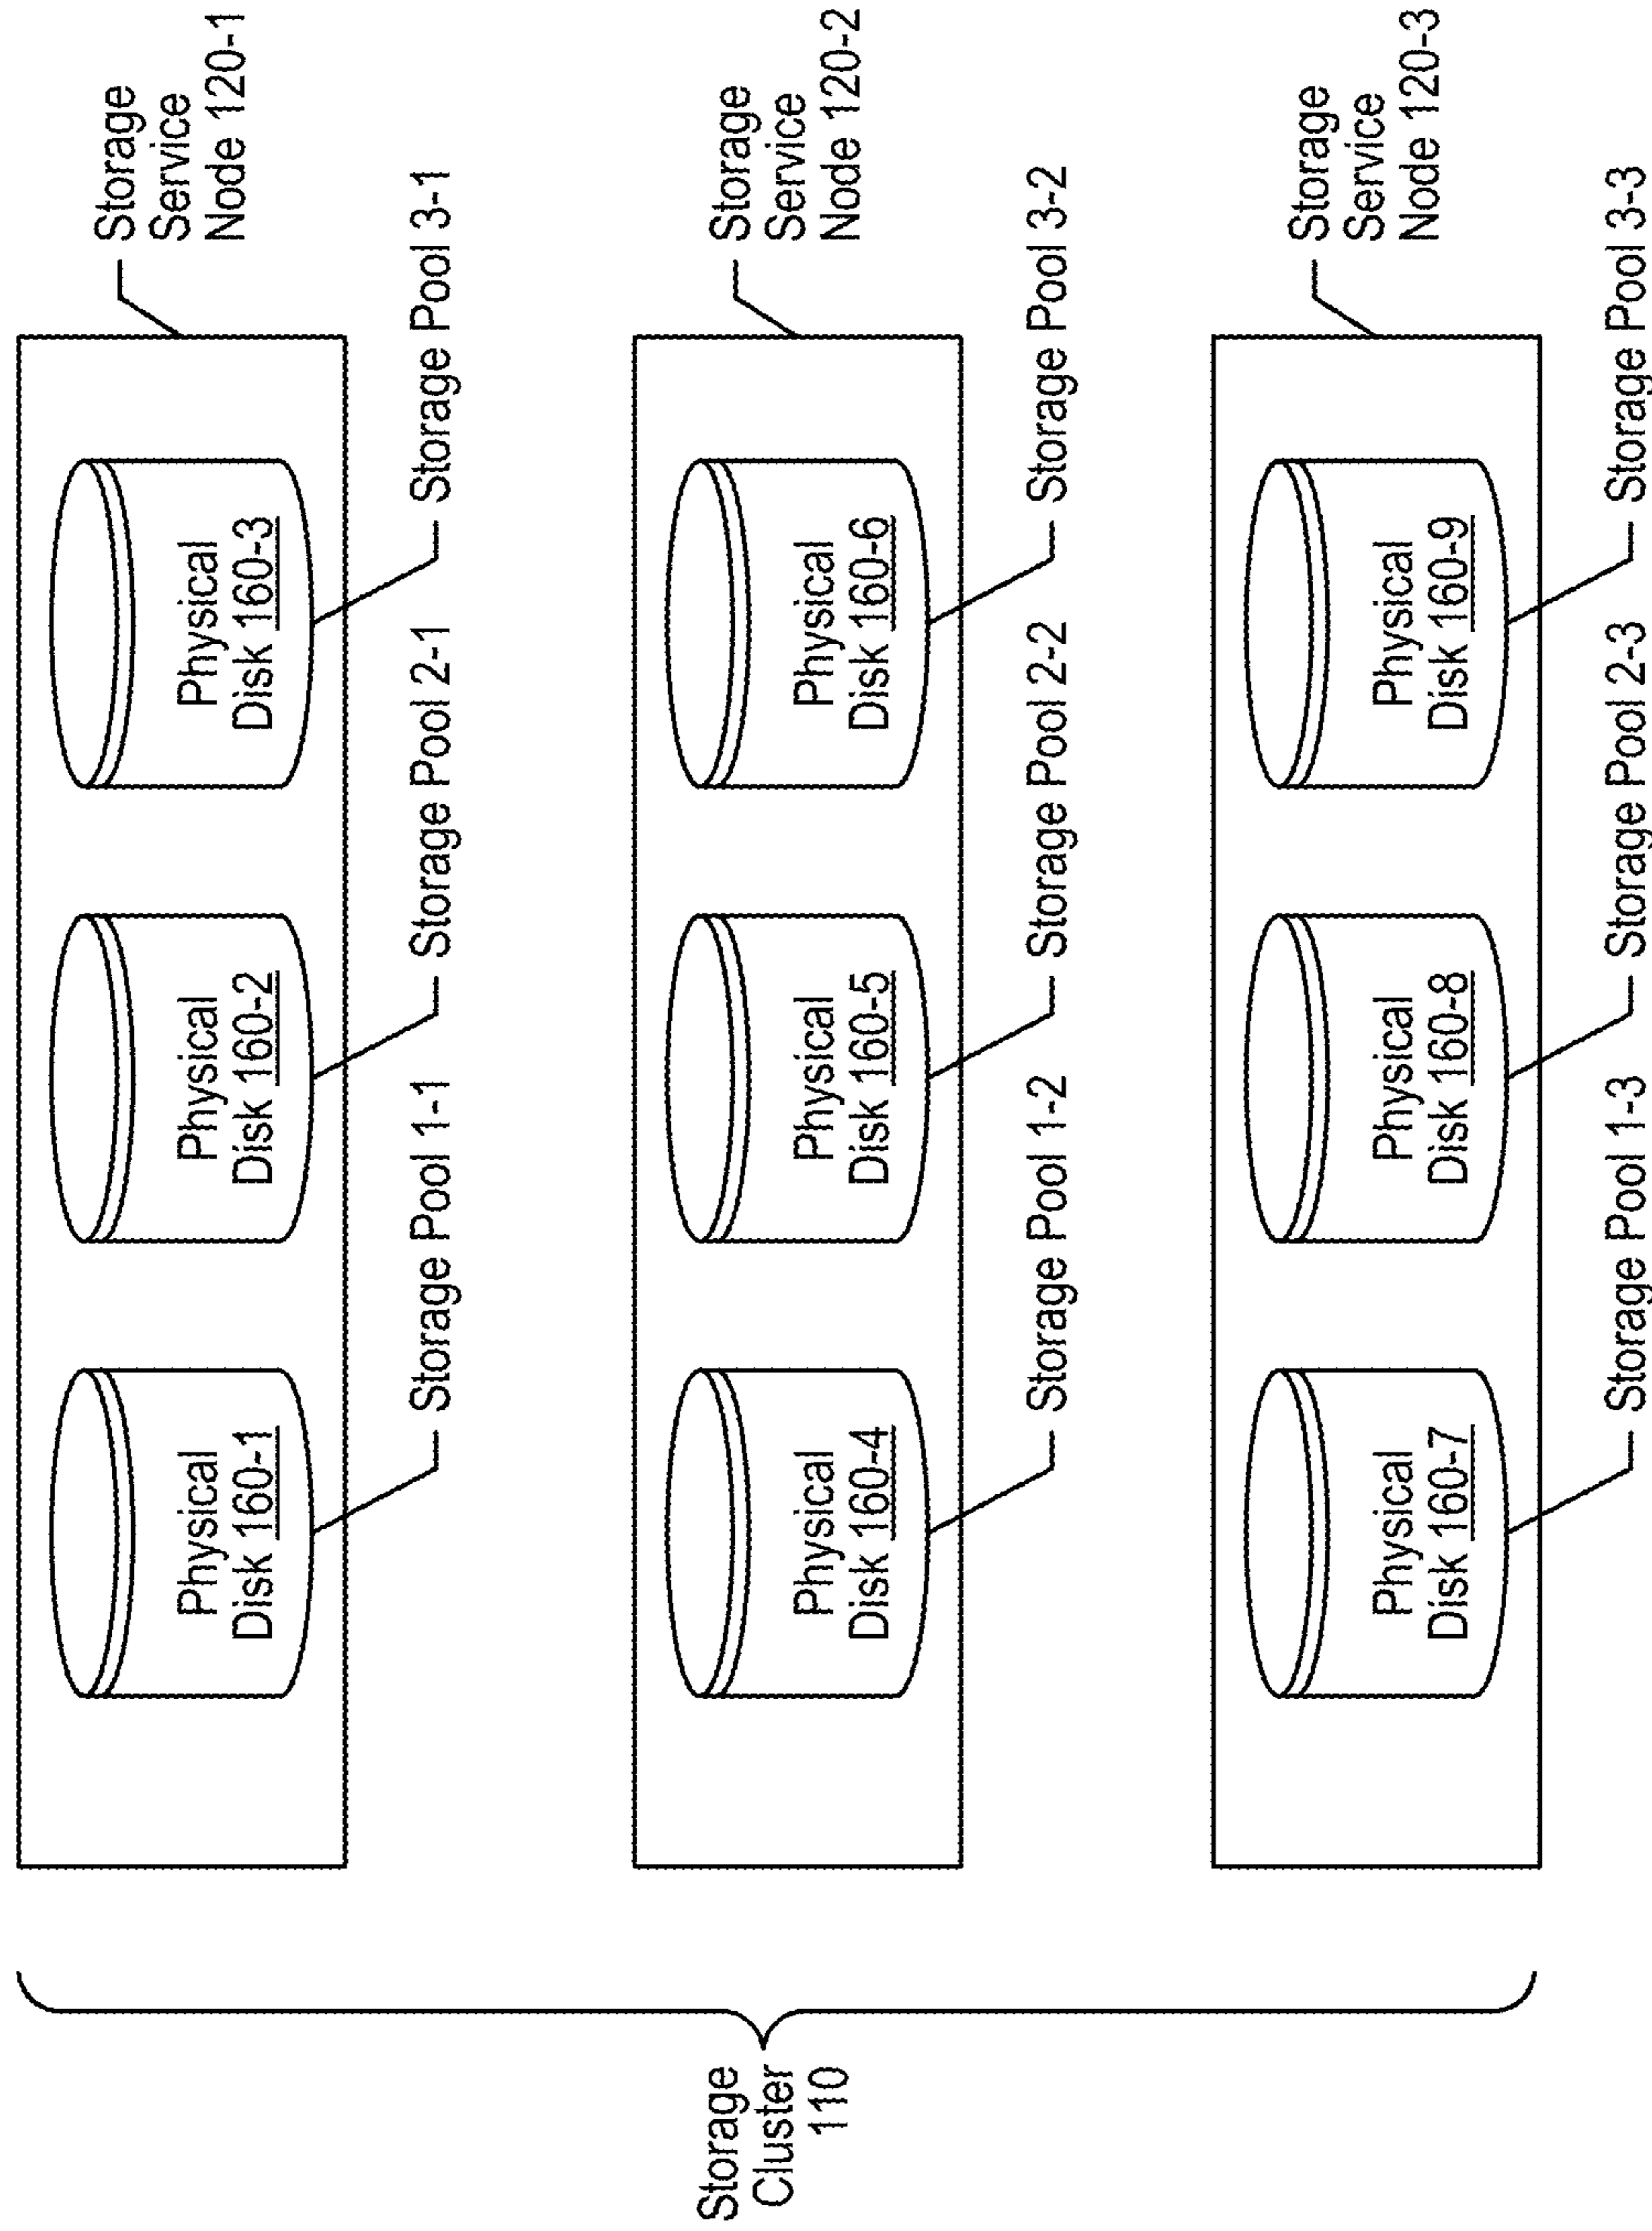 Storage
Cluster
110
Storage
Service
Node 120-1
Physical
Disk 160-1
Physical
Disk 160-2
Physical
Disk 160-3
Storage Pool 1-1
Storage Pool 2-1
Storage Pool 3-1
Storage
Service
Node 120-2
Physical
Disk 160-4
Physical
Disk 160-5
Physical
Disk 160-6
Storage Pool 1-2
Storage Pool 2-2
Storage Pool 3-2
Storage
Service
Node 120-3
Physical
Disk 160-7
Physical
Disk 160-8
Physical
Disk 160-9
Storage Pool 1-3
Storage Pool 2-3
Storage Pool 3-3